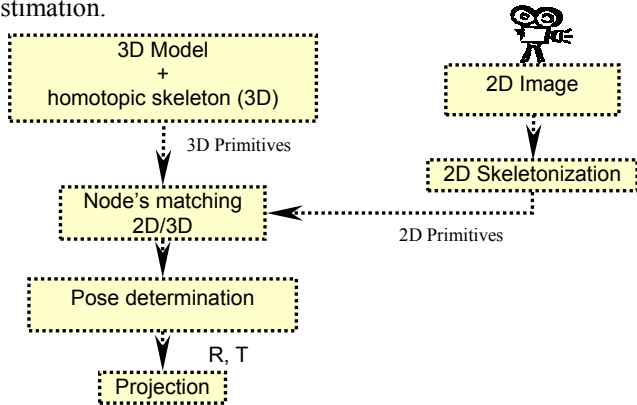 stimation.
3D Model
+
homotopic skeleton (3D)
2D Image
3D Primitives
2D Skeletonization
Node's matching
2D/3D
2D Primitives
Pose determination
R, T
Projection